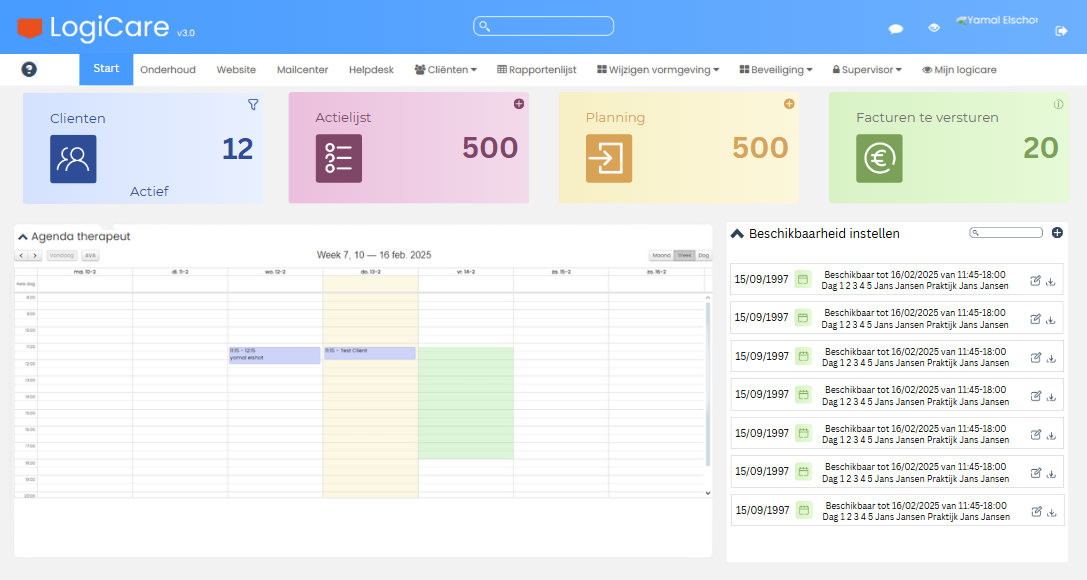 LogiCare v3.0
Yamal Elschot
Start Onderhoud Website Mailcenter Helpdesk Cliënten Rapportenlijst Wijzigen vormgeving Beveiliging Supervisor Mijn logicare
Clienten
12
Actief
Actielijst
500
Planning
500
Facturen te versturen
20
Agenda therapeut
Vandaag AVA
Week 7, 10 — 16 feb. 2025
Maand Week Dag
ma. 10-2 di. 11-2 wo. 12-2 do. 13-2 vr. 14-2 za. 15-2 zo. 16-2
Hele dag
8:00
9:00
10:00
11:00
12:00
13:00
14:00
15:00
16:00
17:00
18:00
19:00
20:00
11:15 - 12:15
yamal elshot
11:15 - Test Client
Beschikbaarheid instellen
15/09/1997
Beschikbaar tot 16/02/2025 van 11:45-18:00
Dag 1 2 3 4 5 Jans Jansen Praktijk Jans Jansen
15/09/1997
Beschikbaar tot 16/02/2025 van 11:45-18:00
Dag 1 2 3 4 5 Jans Jansen Praktijk Jans Jansen
15/09/1997
Beschikbaar tot 16/02/2025 van 11:45-18:00
Dag 1 2 3 4 5 Jans Jansen Praktijk Jans Jansen
15/09/1997
Beschikbaar tot 16/02/2025 van 11:45-18:00
Dag 1 2 3 4 5 Jans Jansen Praktijk Jans Jansen
15/09/1997
Beschikbaar tot 16/02/2025 van 11:45-18:00
Dag 1 2 3 4 5 Jans Jansen Praktijk Jans Jansen
15/09/1997
Beschikbaar tot 16/02/2025 van 11:45-18:00
Dag 1 2 3 4 5 Jans Jansen Praktijk Jans Jansen
15/09/1997
Beschikbaar tot 16/02/2025 van 11:45-18:00
Dag 1 2 3 4 5 Jans Jansen Praktijk Jans Jansen